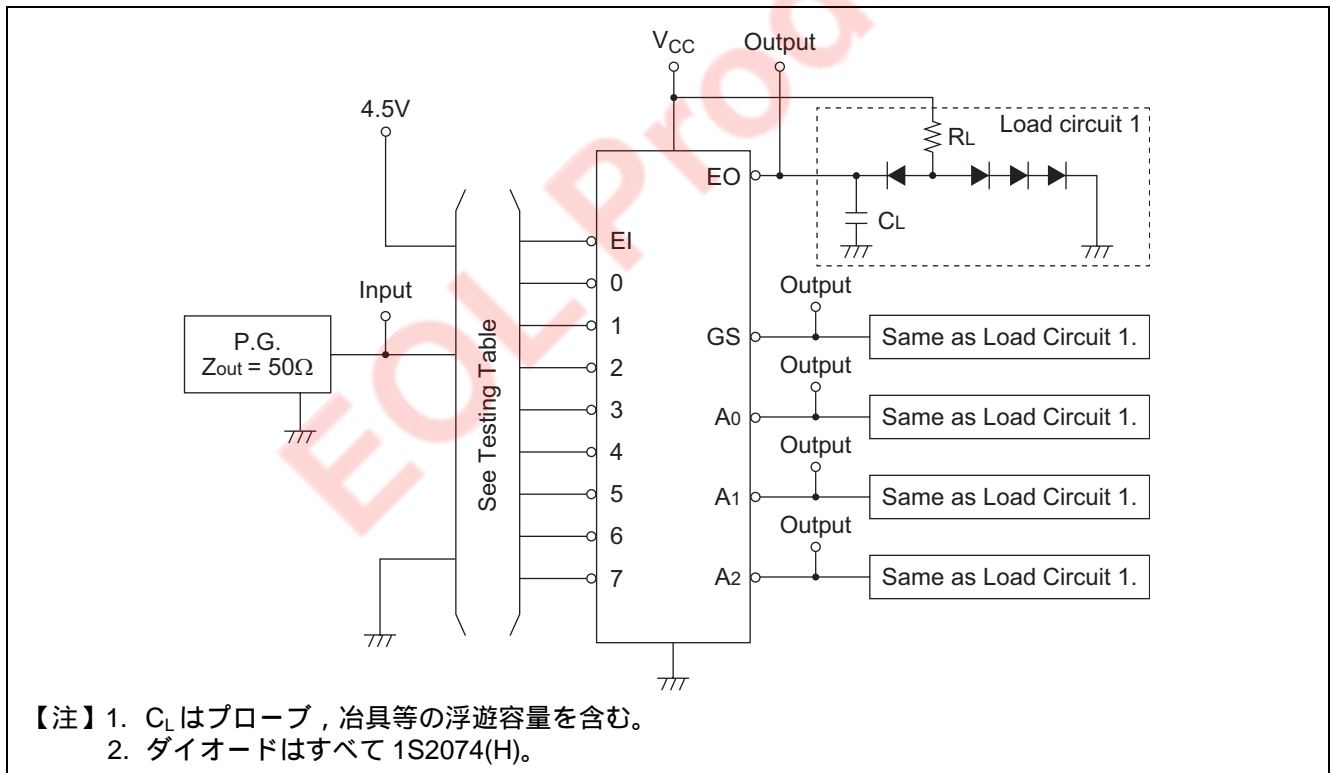 EOL Prod
VCC
Output
4.5V
Load circuit 1
RL
EO
CL
EI
Input
0
Output
P.G.
Zout = 50Ω
See Testing Table
1
GS
Same as Load Circuit 1.
2
Output
3
A0
Same as Load Circuit 1.
4
Output
5
A1
Same as Load Circuit 1.
6
Output
7
A2
Same as Load Circuit 1.
【注】1. CLはプローブ，冶具等の浮遊容量を含む。
2. ダイオードはすべて 1S2074(H)。